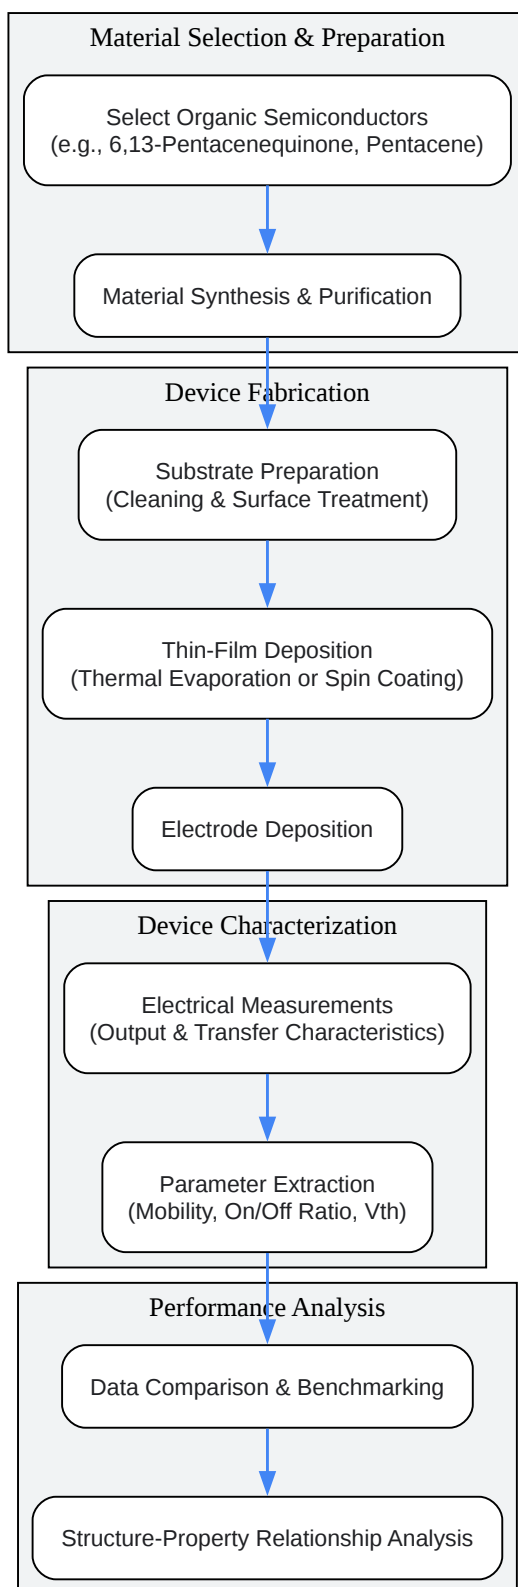 Material Selection & Preparation
Select Organic Semiconductors
(e.g., 6,13-Pentacenequinone, Pentacene)
Material Synthesis & Purification
Device Fabrication
Substrate Preparation
(Cleaning & Surface Treatment)
Thin-Film Deposition
(Thermal Evaporation or Spin Coating)
Electrode Deposition
Device Characterization
Electrical Measurements
(Output & Transfer Characteristics)
Parameter Extraction
(Mobility, On/Off Ratio, Vth)
Performance Analysis
Data Comparison & Benchmarking
Structure-Property Relationship Analysis